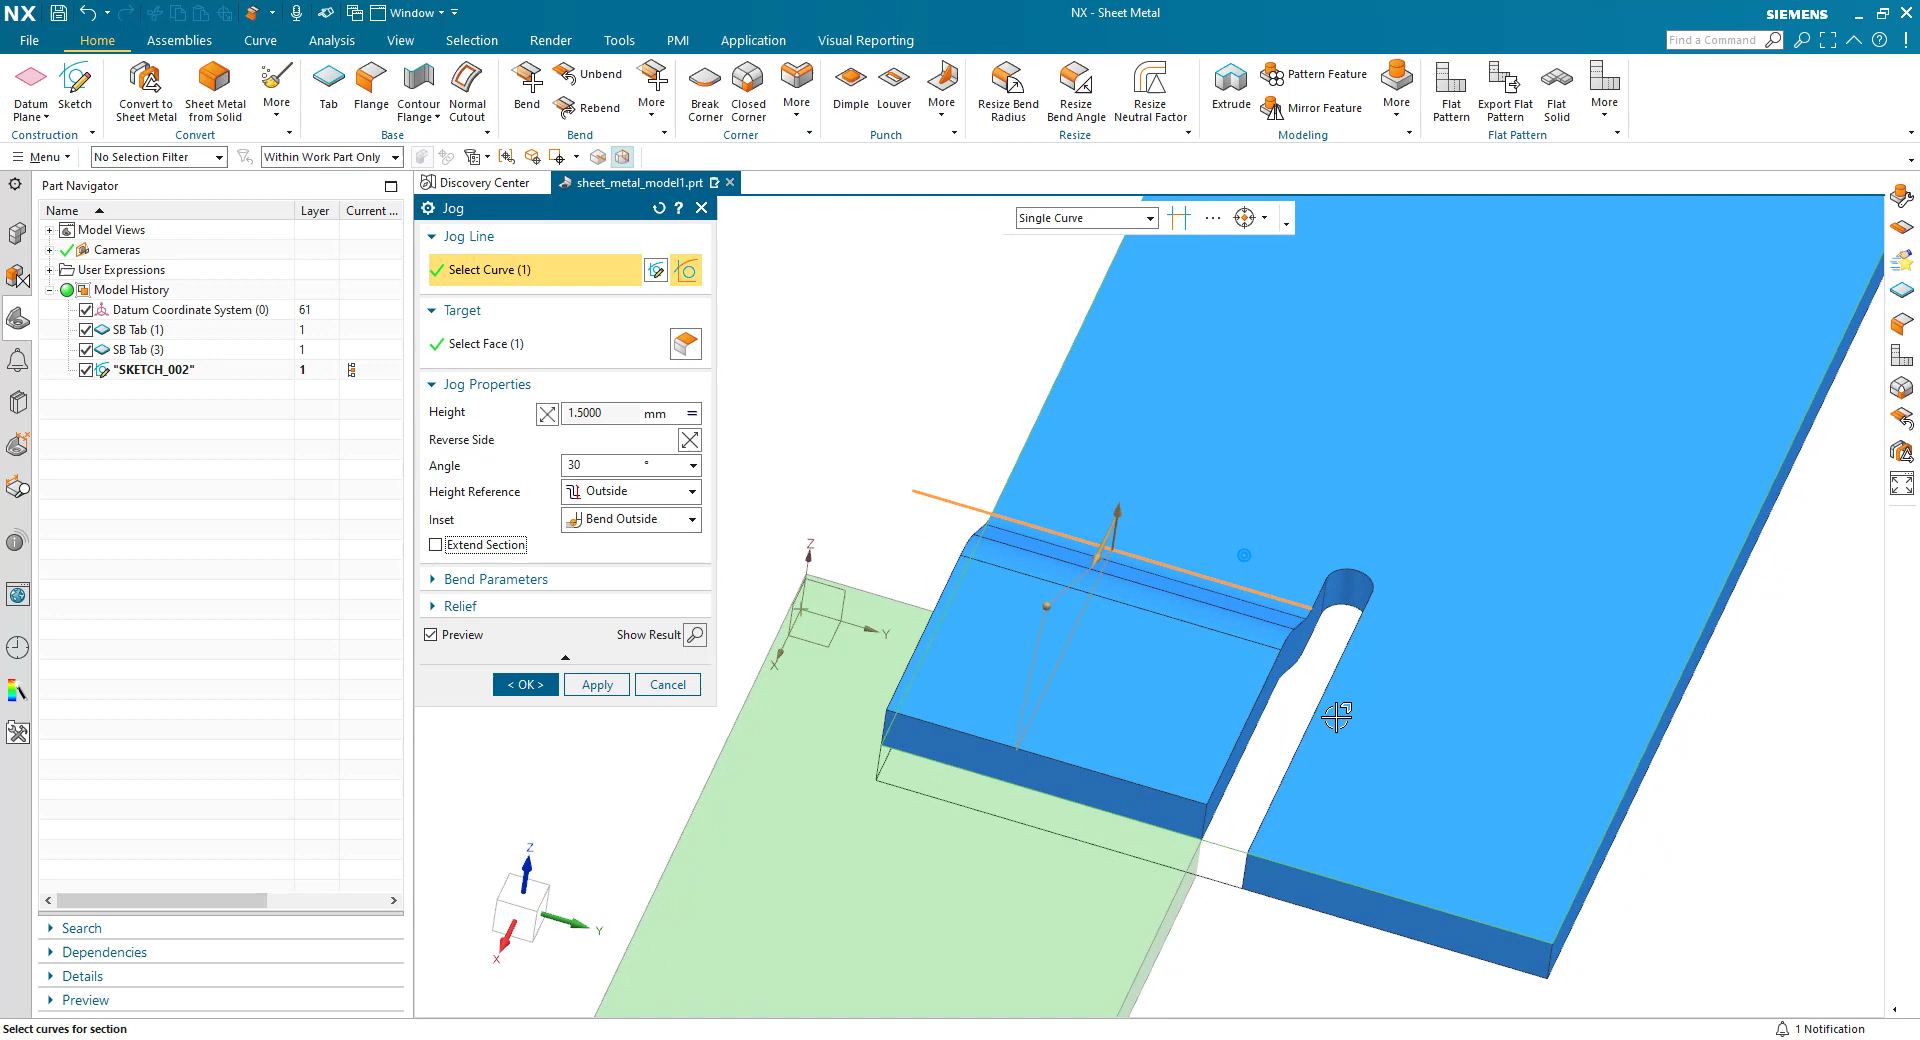 NX
Window
NX - Sheet Metal
SIEMENS
File
Home
Assemblies
Curve
Analysis
View
Selection
Render
Tools
PMI
Application
Visual Reporting
Find a Command
Datum Plane
Sketch
Convert to Sheet Metal
Sheet Metal from Solid
More
Tab
Flange
Contour Flange
Normal Cutout
Bend
Unbend
Rebend
More
Break Corner
Closed Corner
More
Dimple
Louver
More
Resize Bend Radius
Resize Bend Angle
Resize Neutral Factor
Extrude
Pattern Feature
Mirror Feature
More
Flat Pattern
Export Flat Pattern
Flat Solid
More
Construction
Convert
Base
Bend
Corner
Punch
Resize
Modeling
Flat Pattern
Menu
No Selection Filter
Within Work Part Only
Part Navigator
Discovery Center
sheet_metal_model1.prt
Name
Layer
Current ...
Model Views
Cameras
User Expressions
Model History
Datum Coordinate System (0) 61
SB Tab (1) 1
SB Tab (3) 1
"SKETCH_002" 1
Search
Dependencies
Details
Preview
Jog
Jog Line
Select Curve (1)
Target
Select Face (1)
Jog Properties
Height 1.5000 mm =
Reverse Side
Angle 30 °
Height Reference Outside
Inset Bend Outside
Extend Section
Bend Parameters
Relief
Preview
Show Result
< OK >
Apply
Cancel
Single Curve
Z
Y
X
Z
Y
X
Select curves for section
1 Notification